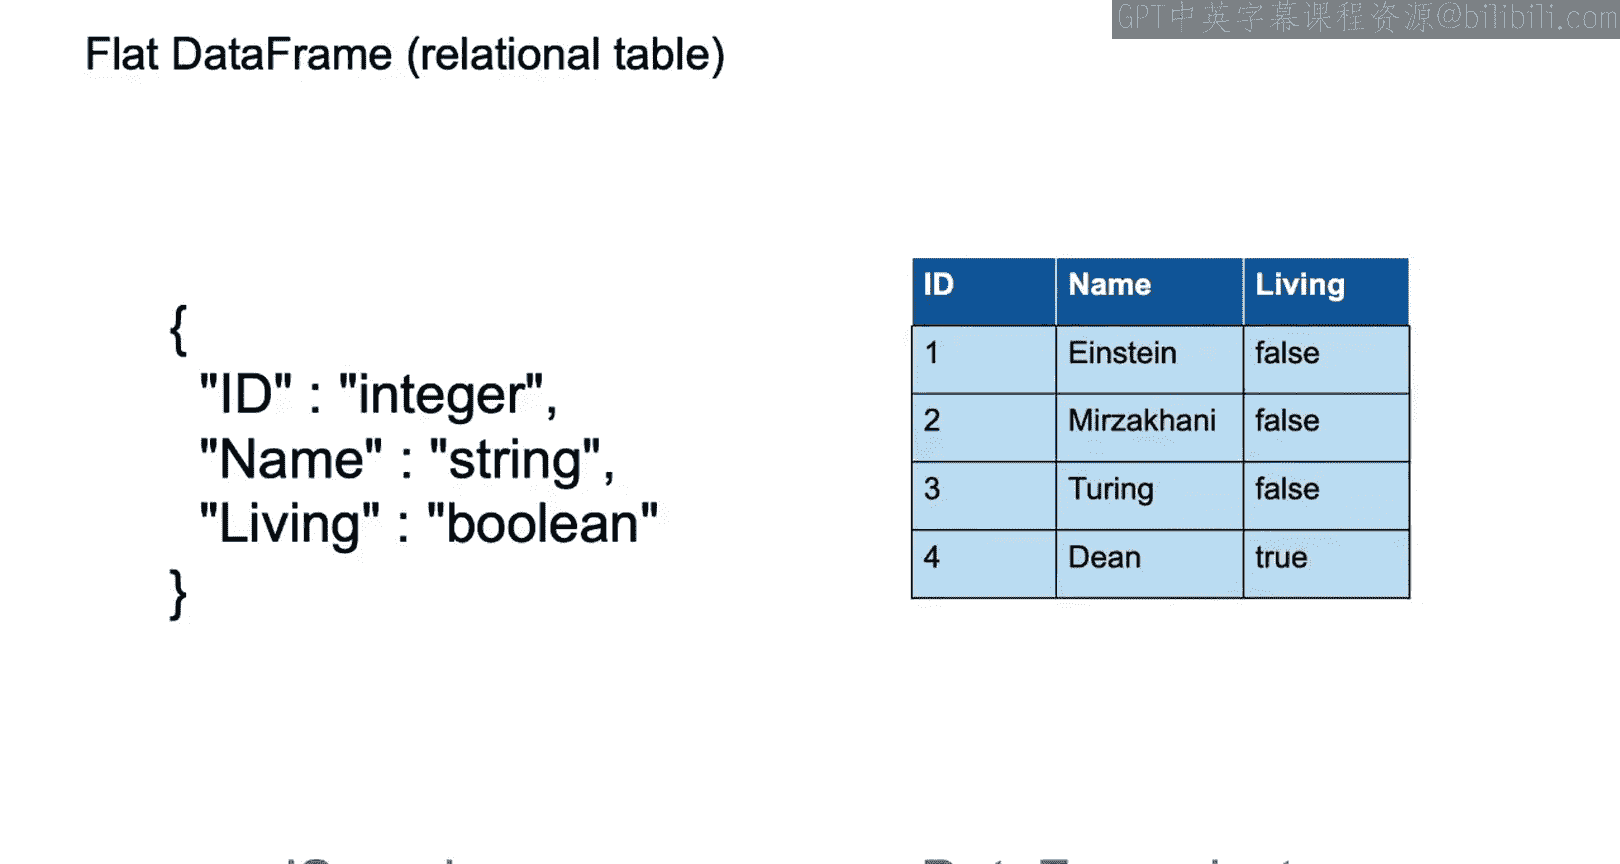 GPT中英字幕课程资源@bilibili.com
Flat DataFrame (relational table)
{
"ID" : "integer",
"Name" : "string",
"Living" : "boolean"
}
ID Name Living
1 Einstein false
2 Mirzakhani false
3 Turing false
4 Dean true